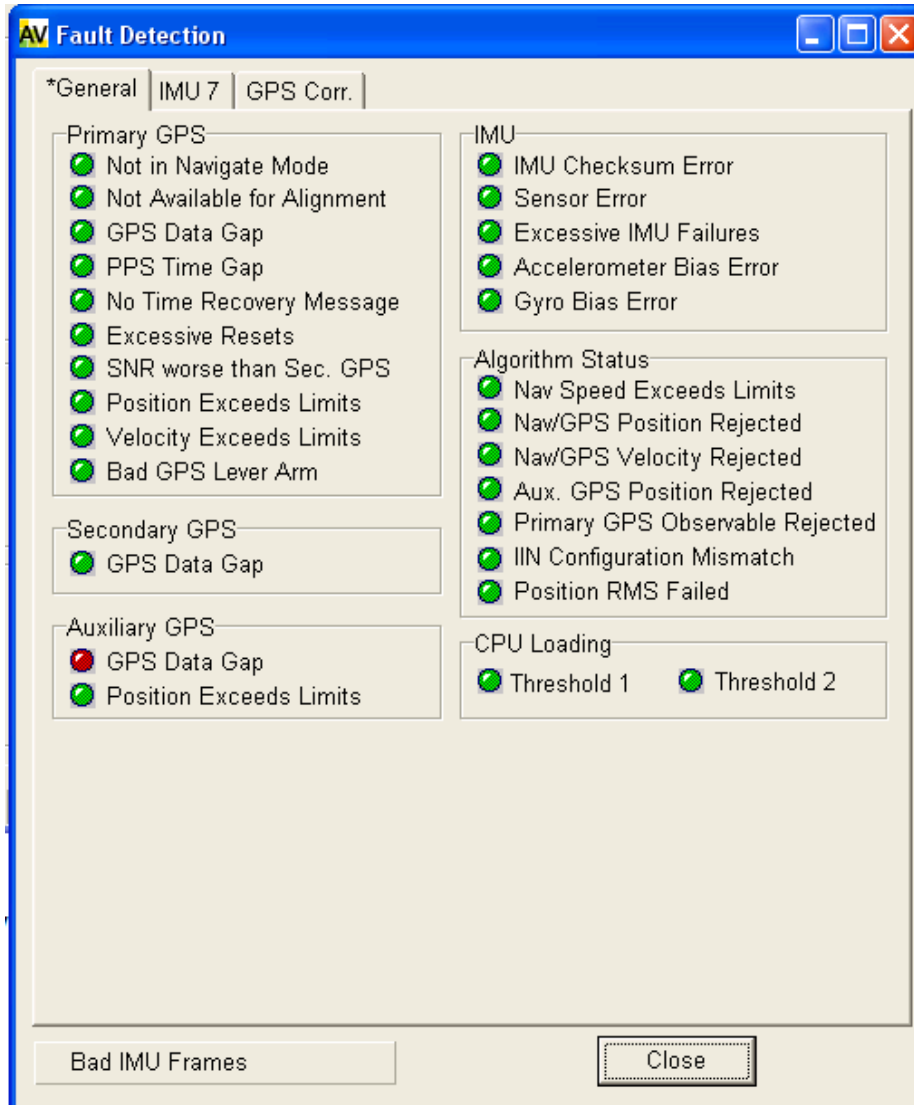 AV Fault Detection
*General
IMU 7
GPS Corr.
Primary GPS
Not in Navigate Mode
Not Available for Alignment
GPS Data Gap
PPS Time Gap
No Time Recovery Message
Excessive Resets
SNR worse than Sec. GPS
Position Exceeds Limits
Velocity Exceeds Limits
Bad GPS Lever Arm
Secondary GPS
GPS Data Gap
Auxiliary GPS
GPS Data Gap
Position Exceeds Limits
IMU
IMU Checksum Error
Sensor Error
Excessive IMU Failures
Accelerometer Bias Error
Gyro Bias Error
Algorithm Status
Nav Speed Exceeds Limits
Nav/GPS Position Rejected
Nav/GPS Velocity Rejected
Aux. GPS Position Rejected
Primary GPS Observable Rejected
IIN Configuration Mismatch
Position RMS Failed
CPU Loading
Threshold 1
Threshold 2
Bad IMU Frames
Close